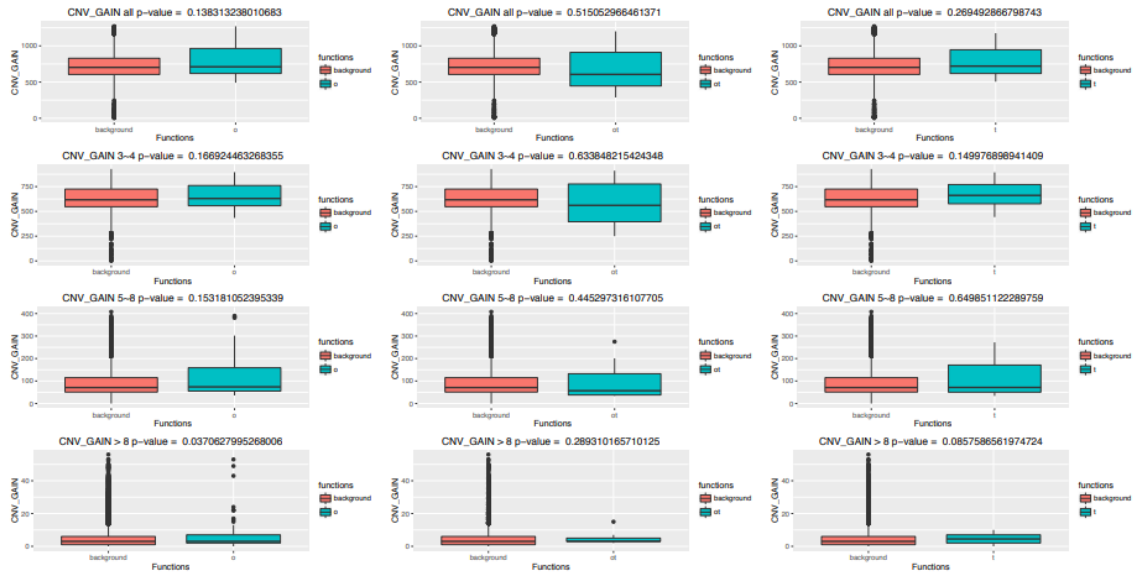 CNV_GAIN all p-value = 0.138313238010683
CNV_GAIN
1000
500
0
background
o
Functions
functions
background
o
CNV_GAIN all p-value = 0.515052966461371
CNV_GAIN
1000
500
0
background
ot
Functions
functions
background
ot
CNV_GAIN all p-value = 0.269492866798743
CNV_GAIN
1000
500
0
background
t
Functions
functions
background
t
CNV_GAIN 3~4 p-value = 0.166924463268355
CNV_GAIN
750
500
250
0
background
o
Functions
functions
background
o
CNV_GAIN 3~4 p-value = 0.633848215424348
CNV_GAIN
750
500
250
0
background
ot
Functions
functions
background
ot
CNV_GAIN 3~4 p-value = 0.149976898941409
CNV_GAIN
750
500
250
0
background
t
Functions
functions
background
t
CNV_GAIN 5~8 p-value = 0.153181052395339
CNV_GAIN
400
300
200
100
0
background
o
Functions
functions
background
o
CNV_GAIN 5~8 p-value = 0.445297316107705
CNV_GAIN
400
300
200
100
0
background
ot
Functions
functions
background
ot
CNV_GAIN 5~8 p-value = 0.649851122289759
CNV_GAIN
400
300
200
100
0
background
t
Functions
functions
background
t
CNV_GAIN > 8 p-value = 0.0370627995268006
CNV_GAIN
40
20
0
background
o
Functions
functions
background
o
CNV_GAIN > 8 p-value = 0.289310165710125
CNV_GAIN
40
20
0
background
ot
Functions
functions
background
ot
CNV_GAIN > 8 p-value = 0.0857586561974724
CNV_GAIN
40
20
0
background
t
Functions
functions
background
t